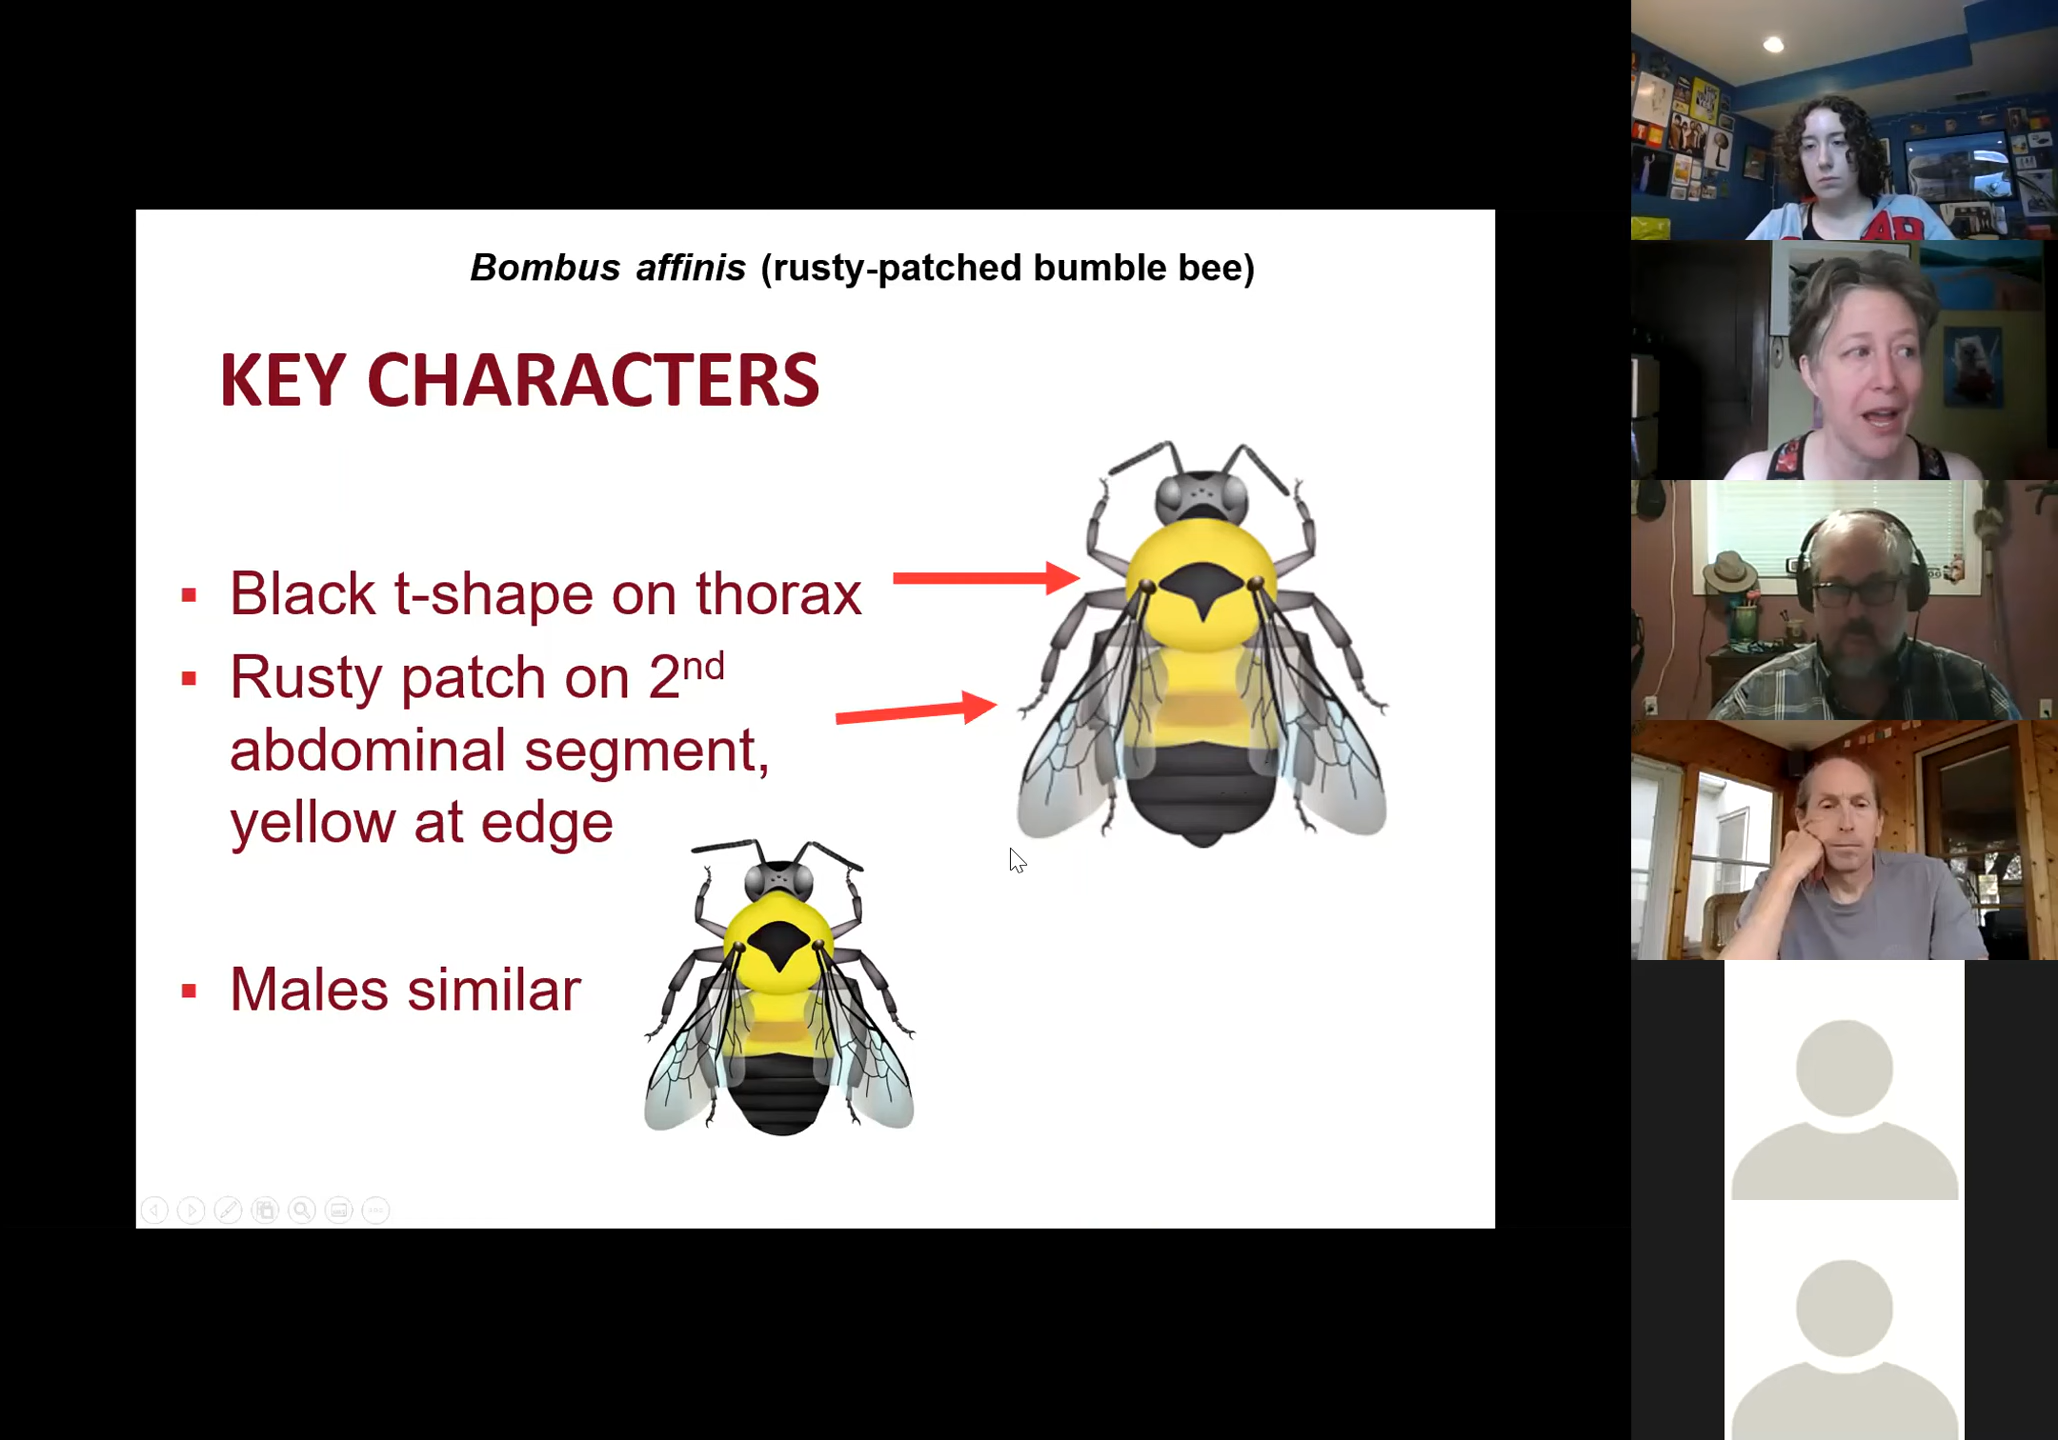 Bombus affinis (rusty-patched bumble bee)
KEY CHARACTERS
▪ Black t-shape on thorax
▪ Rusty patch on 2nd
abdominal segment,
yellow at edge
▪ Males similar